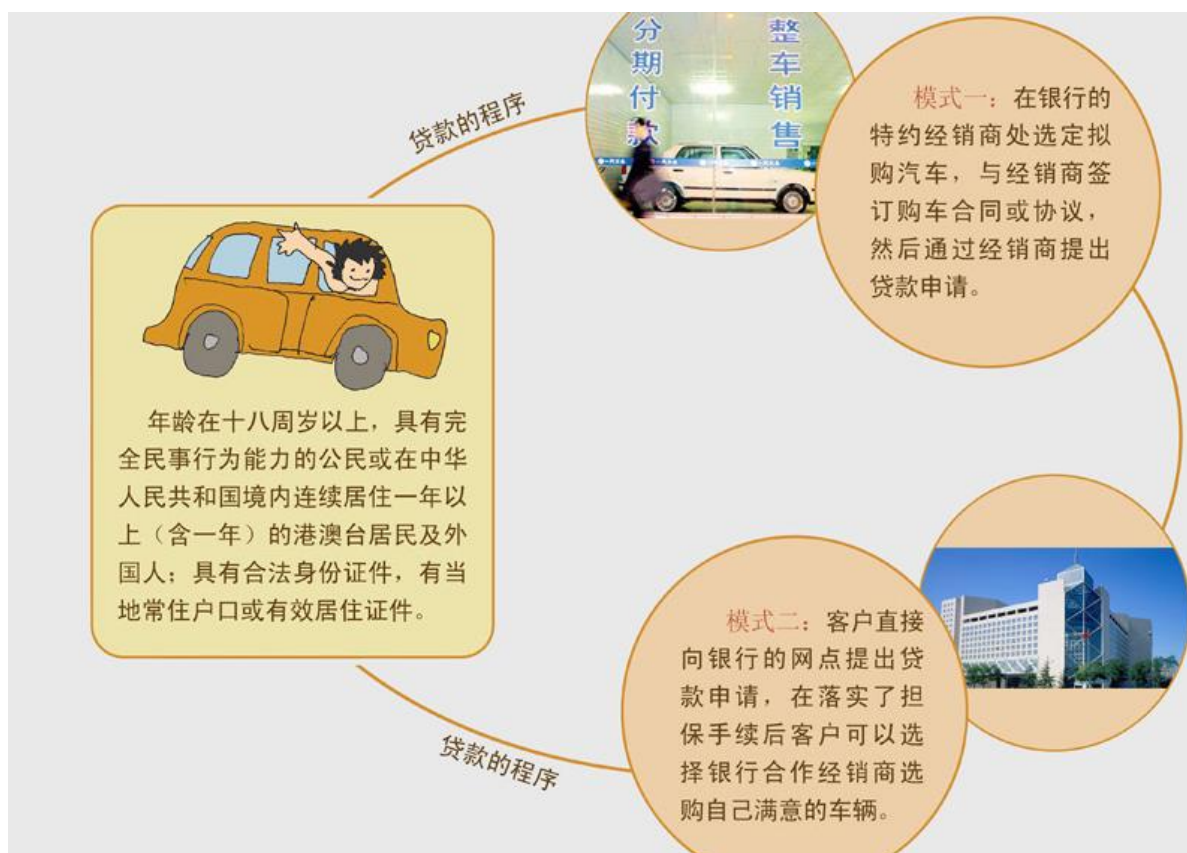 分期付款
整车销售
贷款的程序
模式一：在银行的
特约经销商处选定拟
购汽车，与经销商签
订购车合同或协议，
然后通过经销商提出
贷款申请。
年龄在十八周岁以上，具有完
全民事行为能力的公民或在中华
人民共和国境内连续居住一年以
上（含一年）的港澳台居民及外
国人；具有合法身份证件，有当
地常住户口或有效居住证件。
模式二：客户直接
向银行的网点提出贷
款申请，在落实了担
保手续后客户可以选
择银行合作经销商选
购自己满意的车辆。
贷款的程序